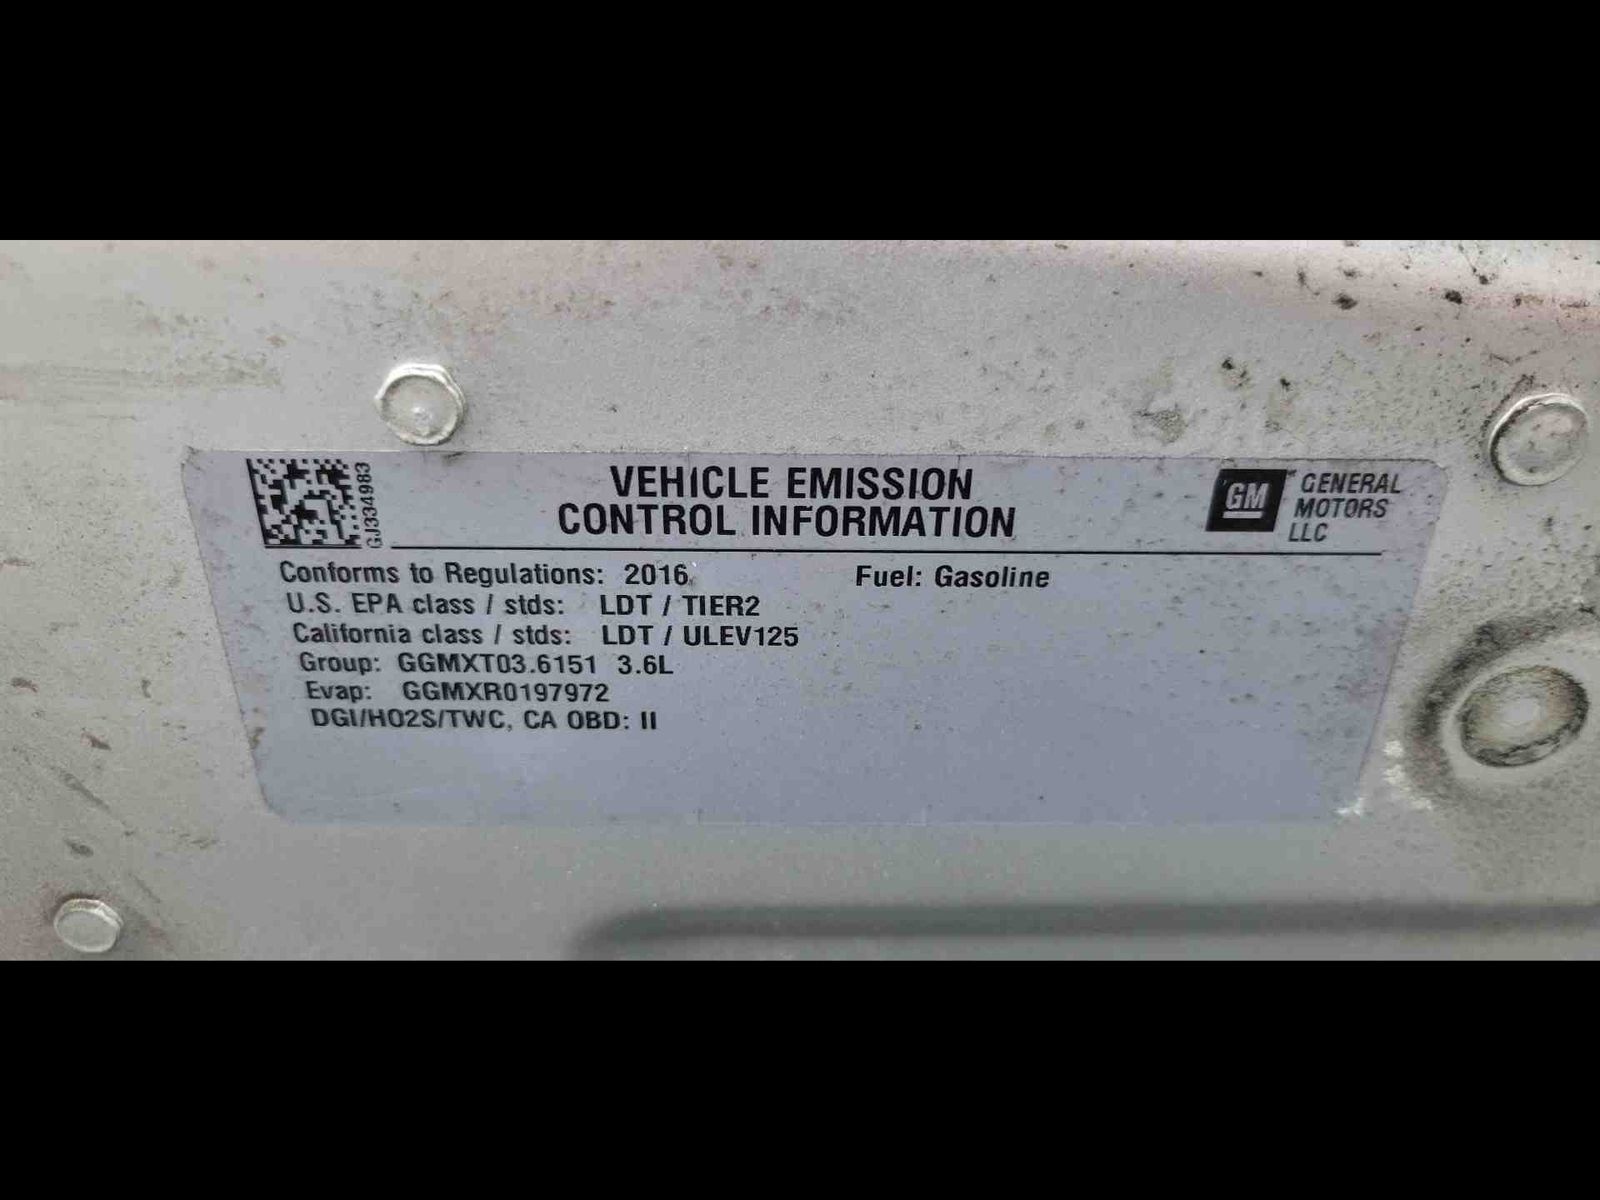 GJ334983
VEHICLE EMISSION
CONTROL INFORMATION
GM
GENERAL
MOTORS
LLC
Conforms to Regulations: 2016 Fuel: Gasoline
U.S. EPA class / stds: LDT / TIER2
California class / stds: LDT / ULEV125
Group: GGMXT03.6151 3.6L
Evap: GGMXR0197972
DGI/HO2S/TWC, CA OBD: II